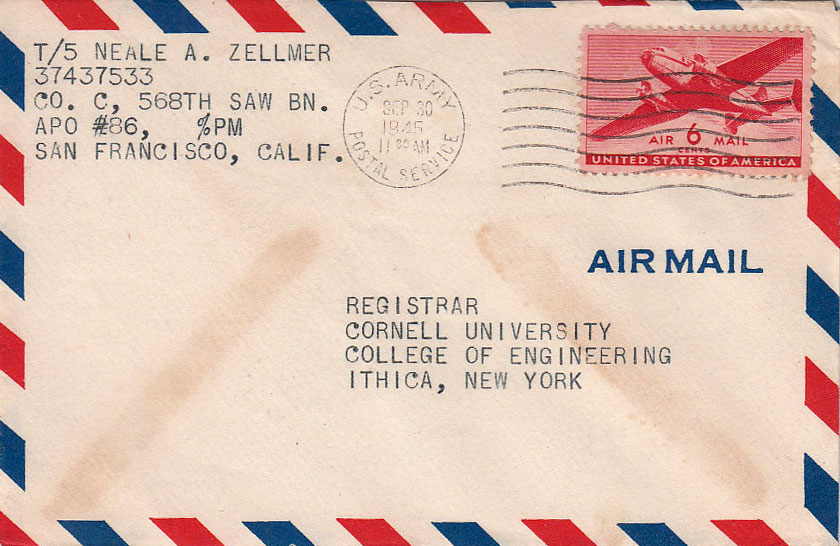 T/5 NEALE A. ZELLMER
37437533
CO. C, 568TH SAW BN.
APO #86, %PM
SAN FRANCISCO, CALIF.
U.S. ARMY
SEP 30
1945
AM
POSTAL SERVICE
AIR 6 MAIL
CENTS
UNITED STATES OF AMERICA
AIR MAIL
REGISTRAR
CORNELL UNIVERSITY
COLLEGE OF ENGINEERING
ITHICA, NEW YORK